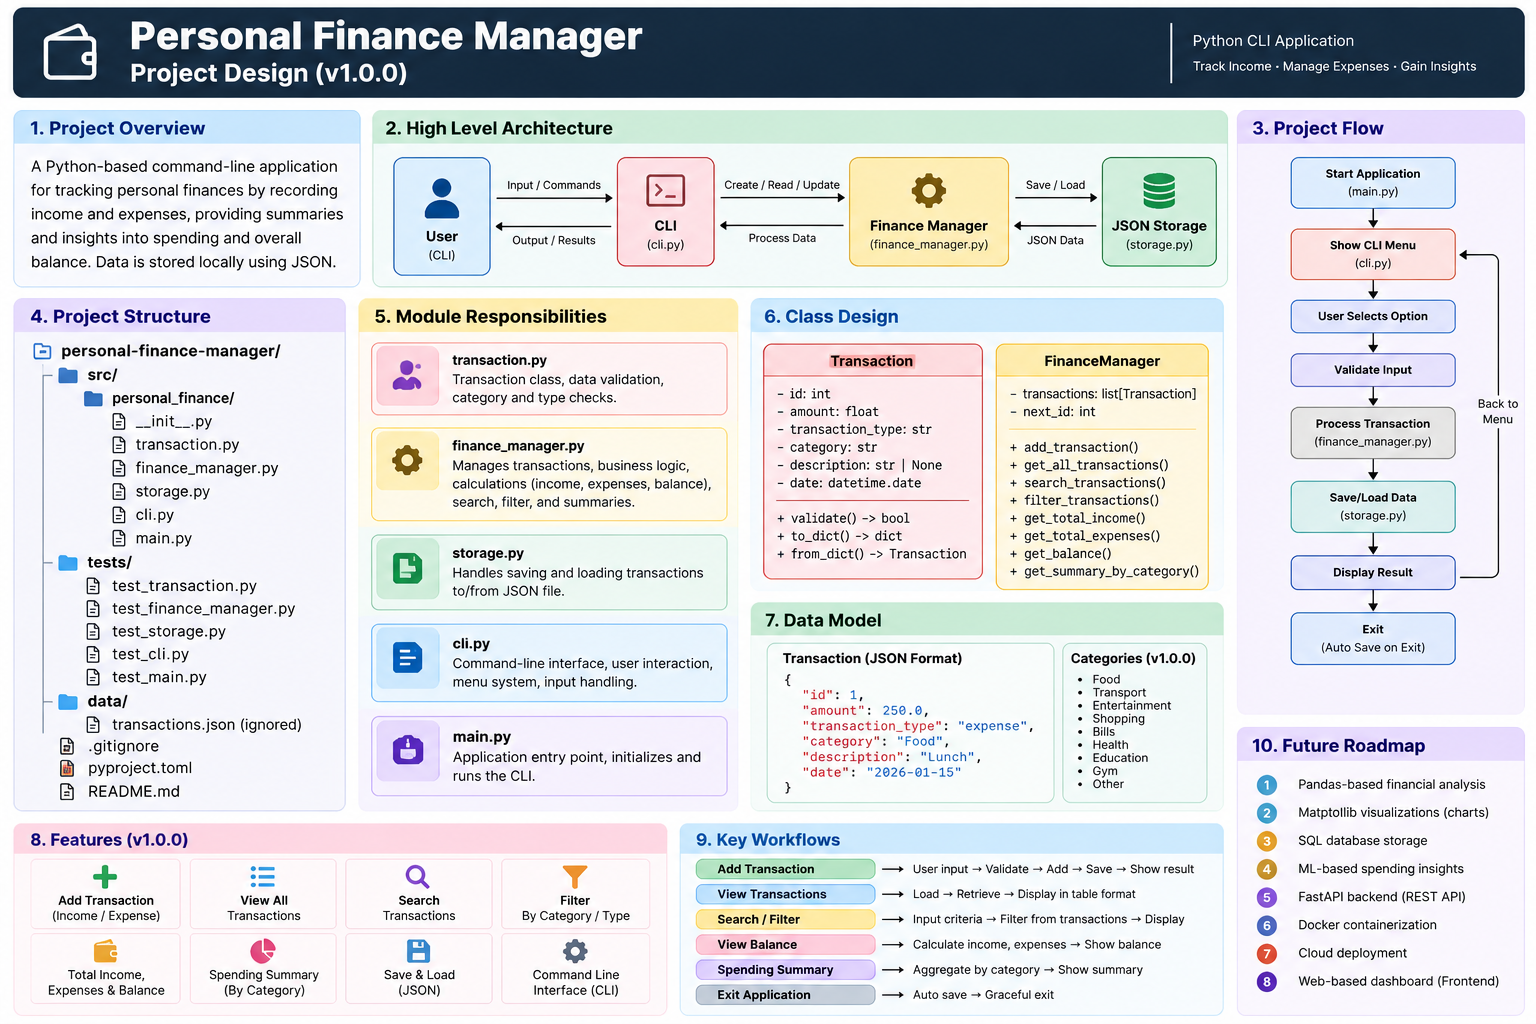 Personal Finance Manager
Project Design (v1.0.0)
Python CLI Application
Track Income • Manage Expenses • Gain Insights
1. Project Overview
A Python-based command-line application
for tracking personal finances by recording
income and expenses, providing summaries
and insights into spending and overall
balance. Data is stored locally using JSON.
2. High Level Architecture
User
(CLI)
Input / Commands
Output / Results
CLI
(cli.py)
Create / Read / Update
Process Data
Finance Manager
(finance_manager.py)
Save / Load
JSON Data
JSON Storage
(storage.py)
3. Project Flow
Start Application
(main.py)
Show CLI Menu
(cli.py)
User Selects Option
Validate Input
Process Transaction
(finance_manager.py)
Save/Load Data
(storage.py)
Display Result
Exit
(Auto Save on Exit)
Back to
Menu
4. Project Structure
personal-finance-manager/
src/
personal_finance/
__init__.py
transaction.py
finance_manager.py
storage.py
cli.py
main.py
tests/
test_transaction.py
test_finance_manager.py
test_storage.py
test_cli.py
test_main.py
data/
transactions.json (ignored)
.gitignore
pyproject.toml
README.md
5. Module Responsibilities
transaction.py
Transaction class, data validation,
category and type checks.
finance_manager.py
Manages transactions, business logic,
calculations (income, expenses, balance),
search, filter, and summaries.
storage.py
Handles saving and loading transactions
to/from JSON file.
cli.py
Command-line interface, user interaction,
menu system, input handling.
main.py
Application entry point, initializes and
runs the CLI.
6. Class Design
Transaction
- id: int
- amount: float
- transaction_type: str
- category: str
- description: str | None
- date: datetime.date
+ validate() -> bool
+ to_dict() -> dict
+ from_dict() -> Transaction
FinanceManager
- transactions: list[Transaction]
- next_id: int
+ add_transaction()
+ get_all_transactions()
+ search_transactions()
+ filter_transactions()
+ get_total_income()
+ get_total_expenses()
+ get_balance()
+ get_summary_by_category()
7. Data Model
Transaction (JSON Format)
{
"id": 1,
"amount": 250.0,
"transaction_type": "expense",
"category": "Food",
"description": "Lunch",
"date": "2026-01-15"
}
Categories (v1.0.0)
• Food
• Transport
• Entertainment
• Shopping
• Bills
• Health
• Education
• Gym
• Other
8. Features (v1.0.0)
Add Transaction
(Income / Expense)
View All
Transactions
Search
Transactions
Filter
By Category / Type
Total Income,
Expenses & Balance
Spending Summary
(By Category)
Save & Load
(JSON)
Command Line
Interface (CLI)
9. Key Workflows
Add Transaction → User input → Validate → Add → Save → Show result
View Transactions → Load → Retrieve → Display in table format
Search / Filter → Input criteria → Filter from transactions → Display
View Balance → Calculate income, expenses → Show balance
Spending Summary → Aggregate by category → Show summary
Exit Application → Auto save → Graceful exit
10. Future Roadmap
1 Pandas-based financial analysis
2 Matptollib visualizations (charts)
3 SQL database storage
4 ML-based spending insights
5 FastAPI backend (REST API)
6 Docker containerization
7 Cloud deployment
8 Web-based dashboard (Frontend)